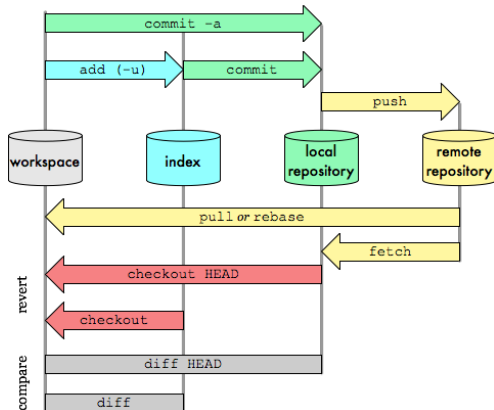 commit -a
add (-u)
commit
push
workspace
index
local
repository
remote
repository
pull or rebase
fetch
revert
checkout HEAD
checkout
compare
diff HEAD
diff